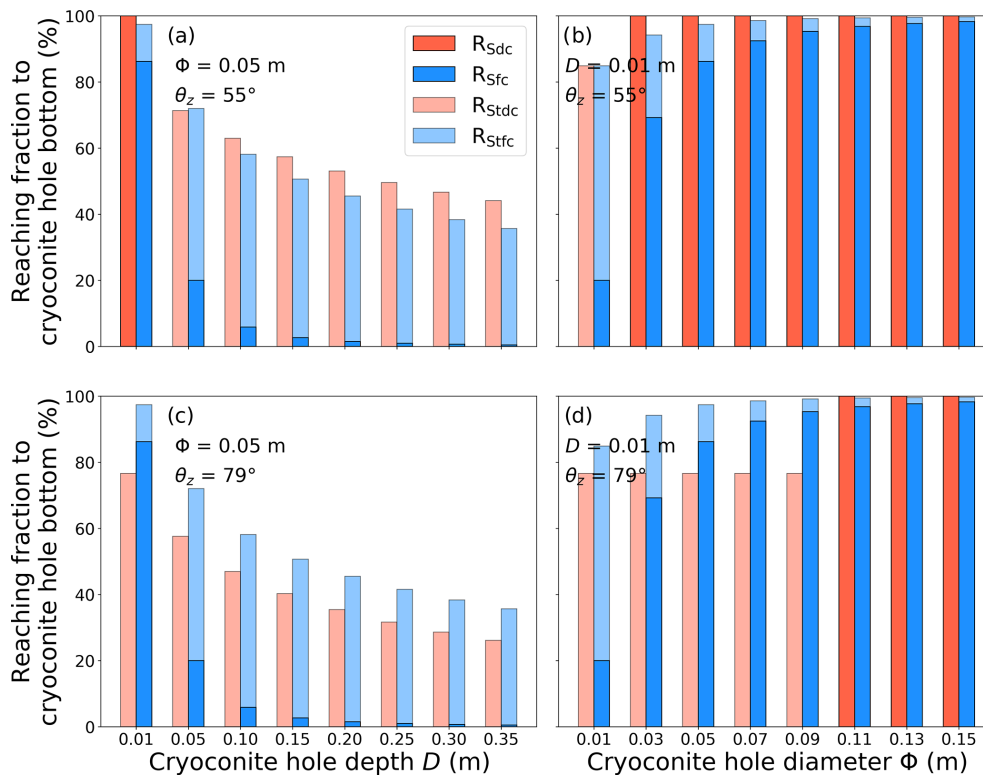 Reaching fraction to
cryoconite hole bottom (%)
100
80
60
40
20
0
(a)
Φ = 0.05 m
θz = 55°
RSdc
RSfc
RStdc
RStfc
(b)
D = 0.01 m
θz = 55°
Reaching fraction to
cryoconite hole bottom (%)
100
80
60
40
20
0
(c)
Φ = 0.05 m
θz = 79°
(d)
D = 0.01 m
θz = 79°
0.01 0.05 0.10 0.15 0.20 0.25 0.30 0.35
Cryoconite hole depth D (m)
0.01 0.03 0.05 0.07 0.09 0.11 0.13 0.15
Cryoconite hole diameter Φ (m)